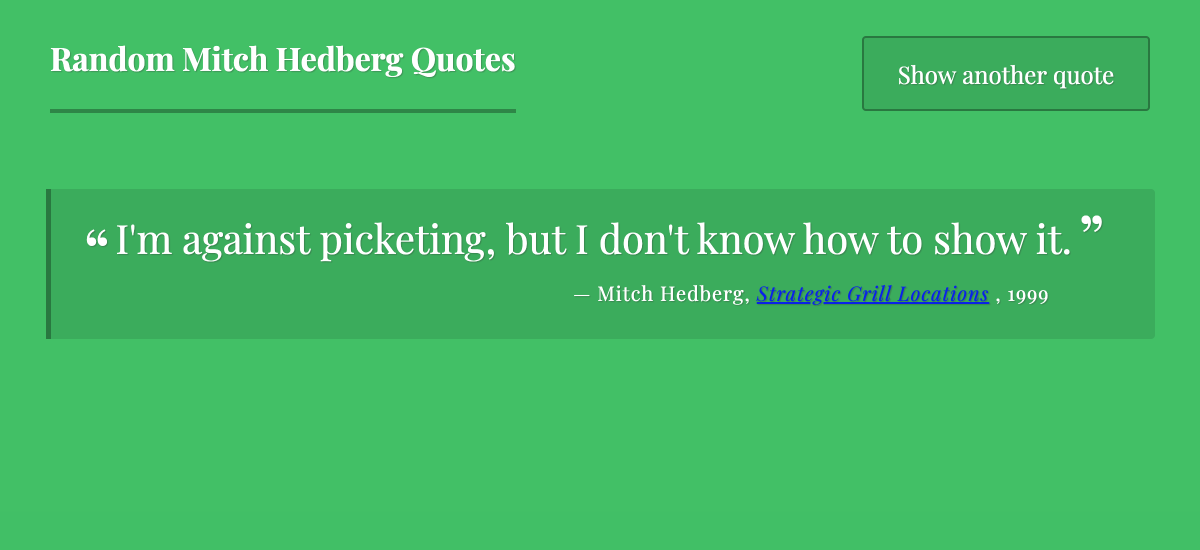 Random Mitch Hedberg Quotes
Show another quote
“ I'm against picketing, but I don't know how to show it. ”
— Mitch Hedberg, Strategic Grill Locations , 1999